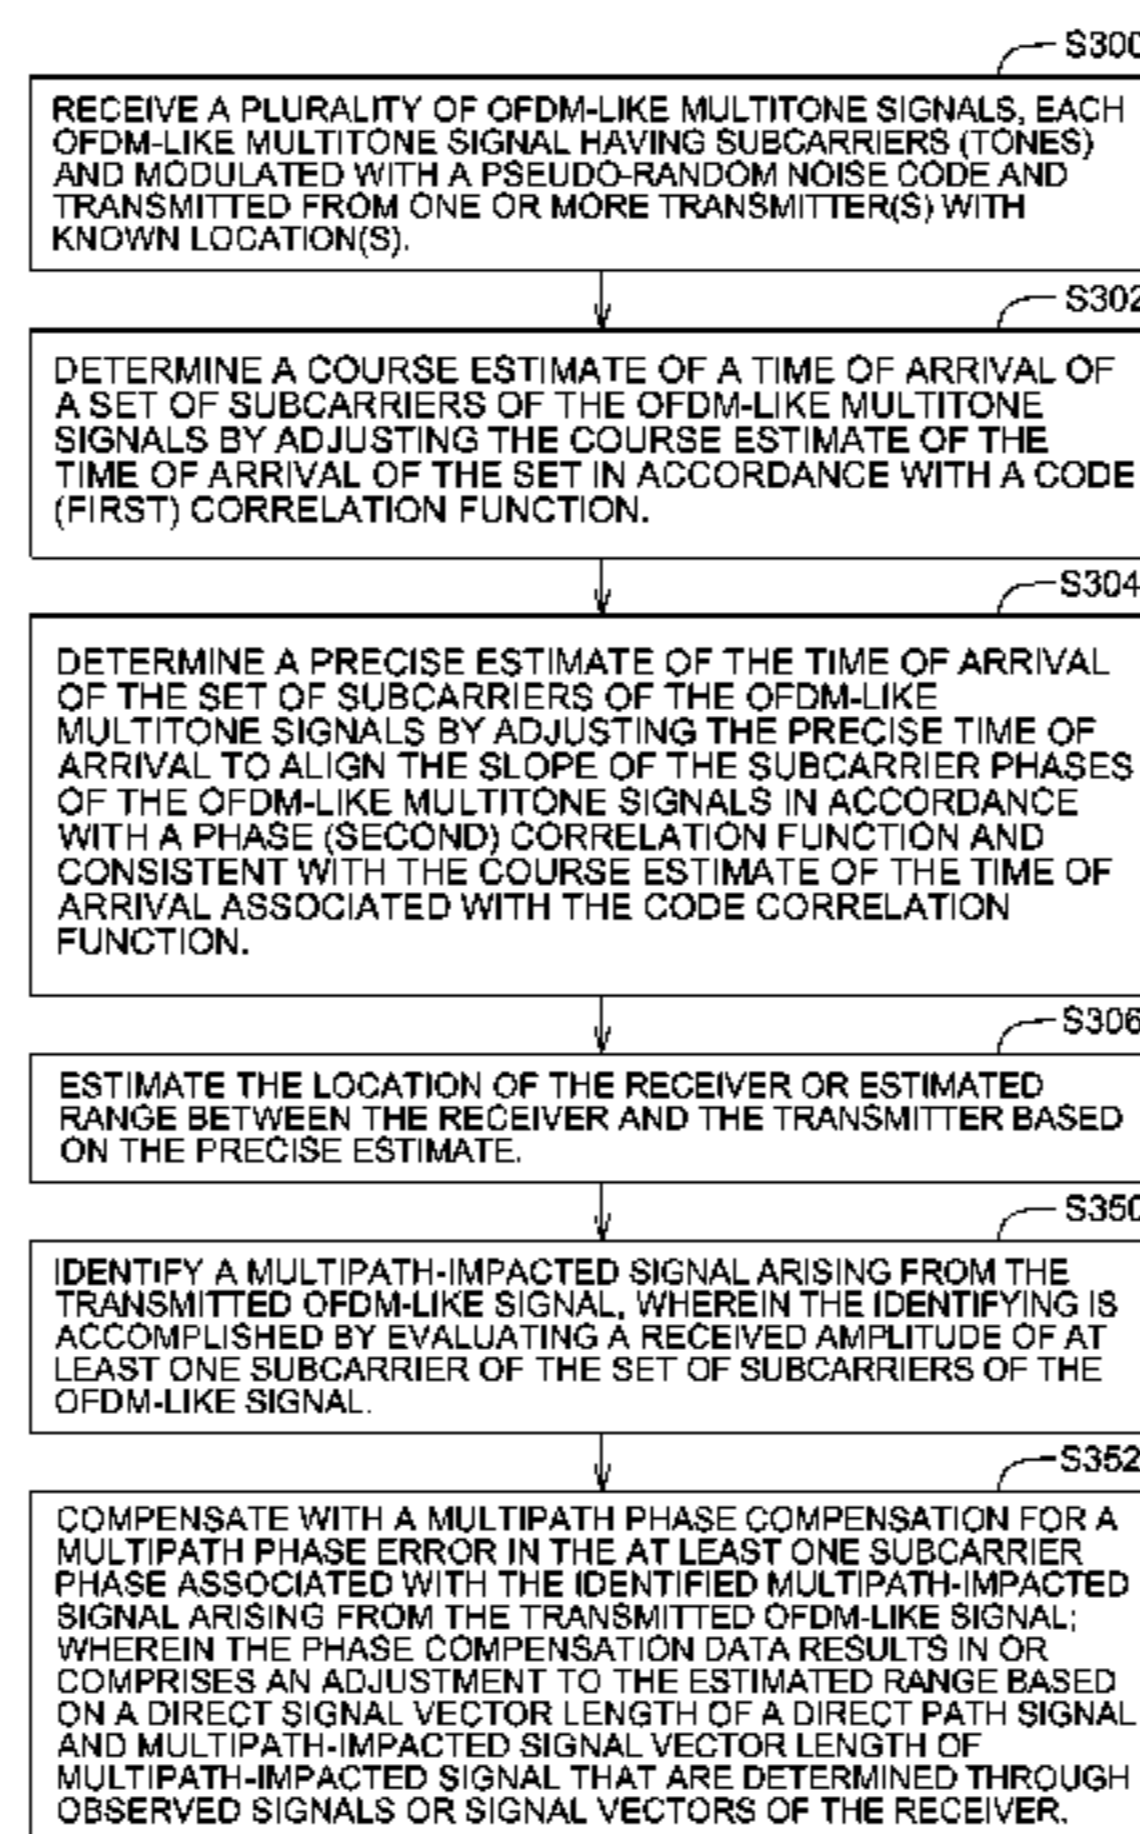 S300
RECEIVE A PLURALITY OF OFDM-LIKE MULTITONE SIGNALS, EACH
OFDM-LIKE MULTITONE SIGNAL HAVING SUBCARRIERS (TONES)
AND MODULATED WITH A PSEUDO-RANDOM NOISE CODE AND
TRANSMITTED FROM ONE OR MORE TRANSMITTER(S) WITH
KNOWN LOCATION(S).
S302
DETERMINE A COURSE ESTIMATE OF A TIME OF ARRIVAL OF
A SET OF SUBCARRIERS OF THE OFDM-LIKE MULTITONE
SIGNALS BY ADJUSTING THE COURSE ESTIMATE OF THE
TIME OF ARRIVAL OF THE SET IN ACCORDANCE WITH A CODE
(FIRST) CORRELATION FUNCTION.
S304
DETERMINE A PRECISE ESTIMATE OF THE TIME OF ARRIVAL
OF THE SET OF SUBCARRIERS OF THE OFDM-LIKE
MULTITONE SIGNALS BY ADJUSTING THE PRECISE TIME OF
ARRIVAL TO ALIGN THE SLOPE OF THE SUBCARRIER PHASES
OF THE OFDM-LIKE MULTITONE SIGNALS IN ACCORDANCE
WITH A PHASE (SECOND) CORRELATION FUNCTION AND
CONSISTENT WITH THE COURSE ESTIMATE OF THE TIME OF
ARRIVAL ASSOCIATED WITH THE CODE CORRELATION
FUNCTION.
S306
ESTIMATE THE LOCATION OF THE RECEIVER OR ESTIMATED
RANGE BETWEEN THE RECEIVER AND THE TRANSMITTER BASED
ON THE PRECISE ESTIMATE.
S350
IDENTIFY A MULTIPATH-IMPACTED SIGNAL ARISING FROM THE
TRANSMITTED OFDM-LIKE SIGNAL, WHEREIN THE IDENTIFYING IS
ACCOMPLISHED BY EVALUATING A RECEIVED AMPLITUDE OF AT
LEAST ONE SUBCARRIER OF THE SET OF SUBCARRIERS OF THE
OFDM-LIKE SIGNAL.
S352
COMPENSATE WITH A MULTIPATH PHASE COMPENSATION FOR A
MULTIPATH PHASE ERROR IN THE AT LEAST ONE SUBCARRIER
PHASE ASSOCIATED WITH THE IDENTIFIED MULTIPATH-IMPACTED
SIGNAL ARISING FROM THE TRANSMITTED OFDM-LIKE SIGNAL;
WHEREIN THE PHASE COMPENSATION DATA RESULTS IN OR
COMPRISES AN ADJUSTMENT TO THE ESTIMATED RANGE BASED
ON A DIRECT SIGNAL VECTOR LENGTH OF A DIRECT PATH SIGNAL
AND MULTIPATH-IMPACTED SIGNAL VECTOR LENGTH OF
MULTIPATH-IMPACTED SIGNAL THAT ARE DETERMINED THROUGH
OBSERVED SIGNALS OR SIGNAL VECTORS OF THE RECEIVER.